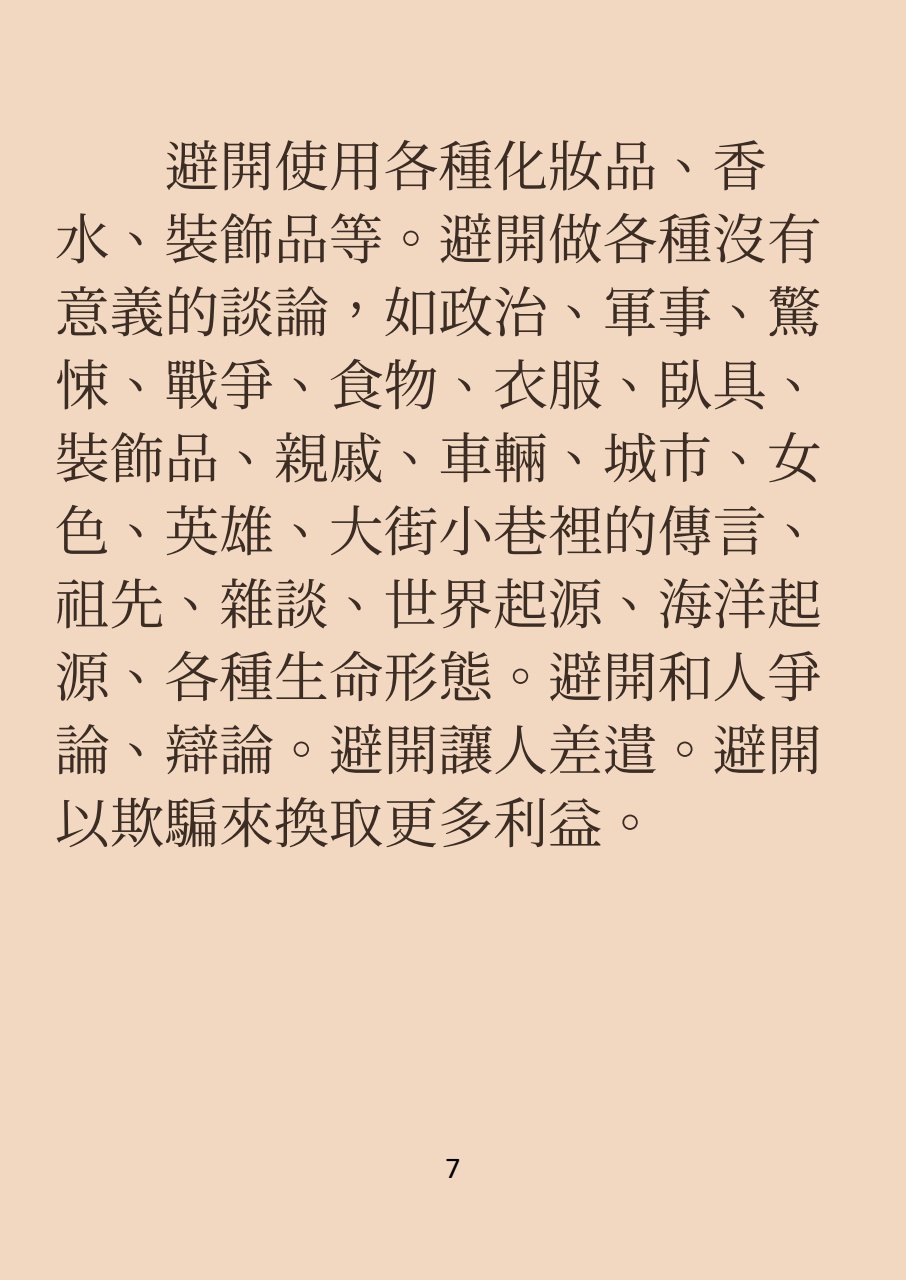 避開使用各種化妝品、香
水、裝飾品等。避開做各種沒有
意義的談論，如政治、軍事、驚
悚、戰爭、食物、衣服、臥具、
裝飾品、親戚、車輛、城市、女
色、英雄、大街小巷裡的傳言、
祖先、雜談、世界起源、海洋起
源、各種生命形態。避開和人爭
論、辯論。避開讓人差遣。避開
以欺騙來換取更多利益。
7